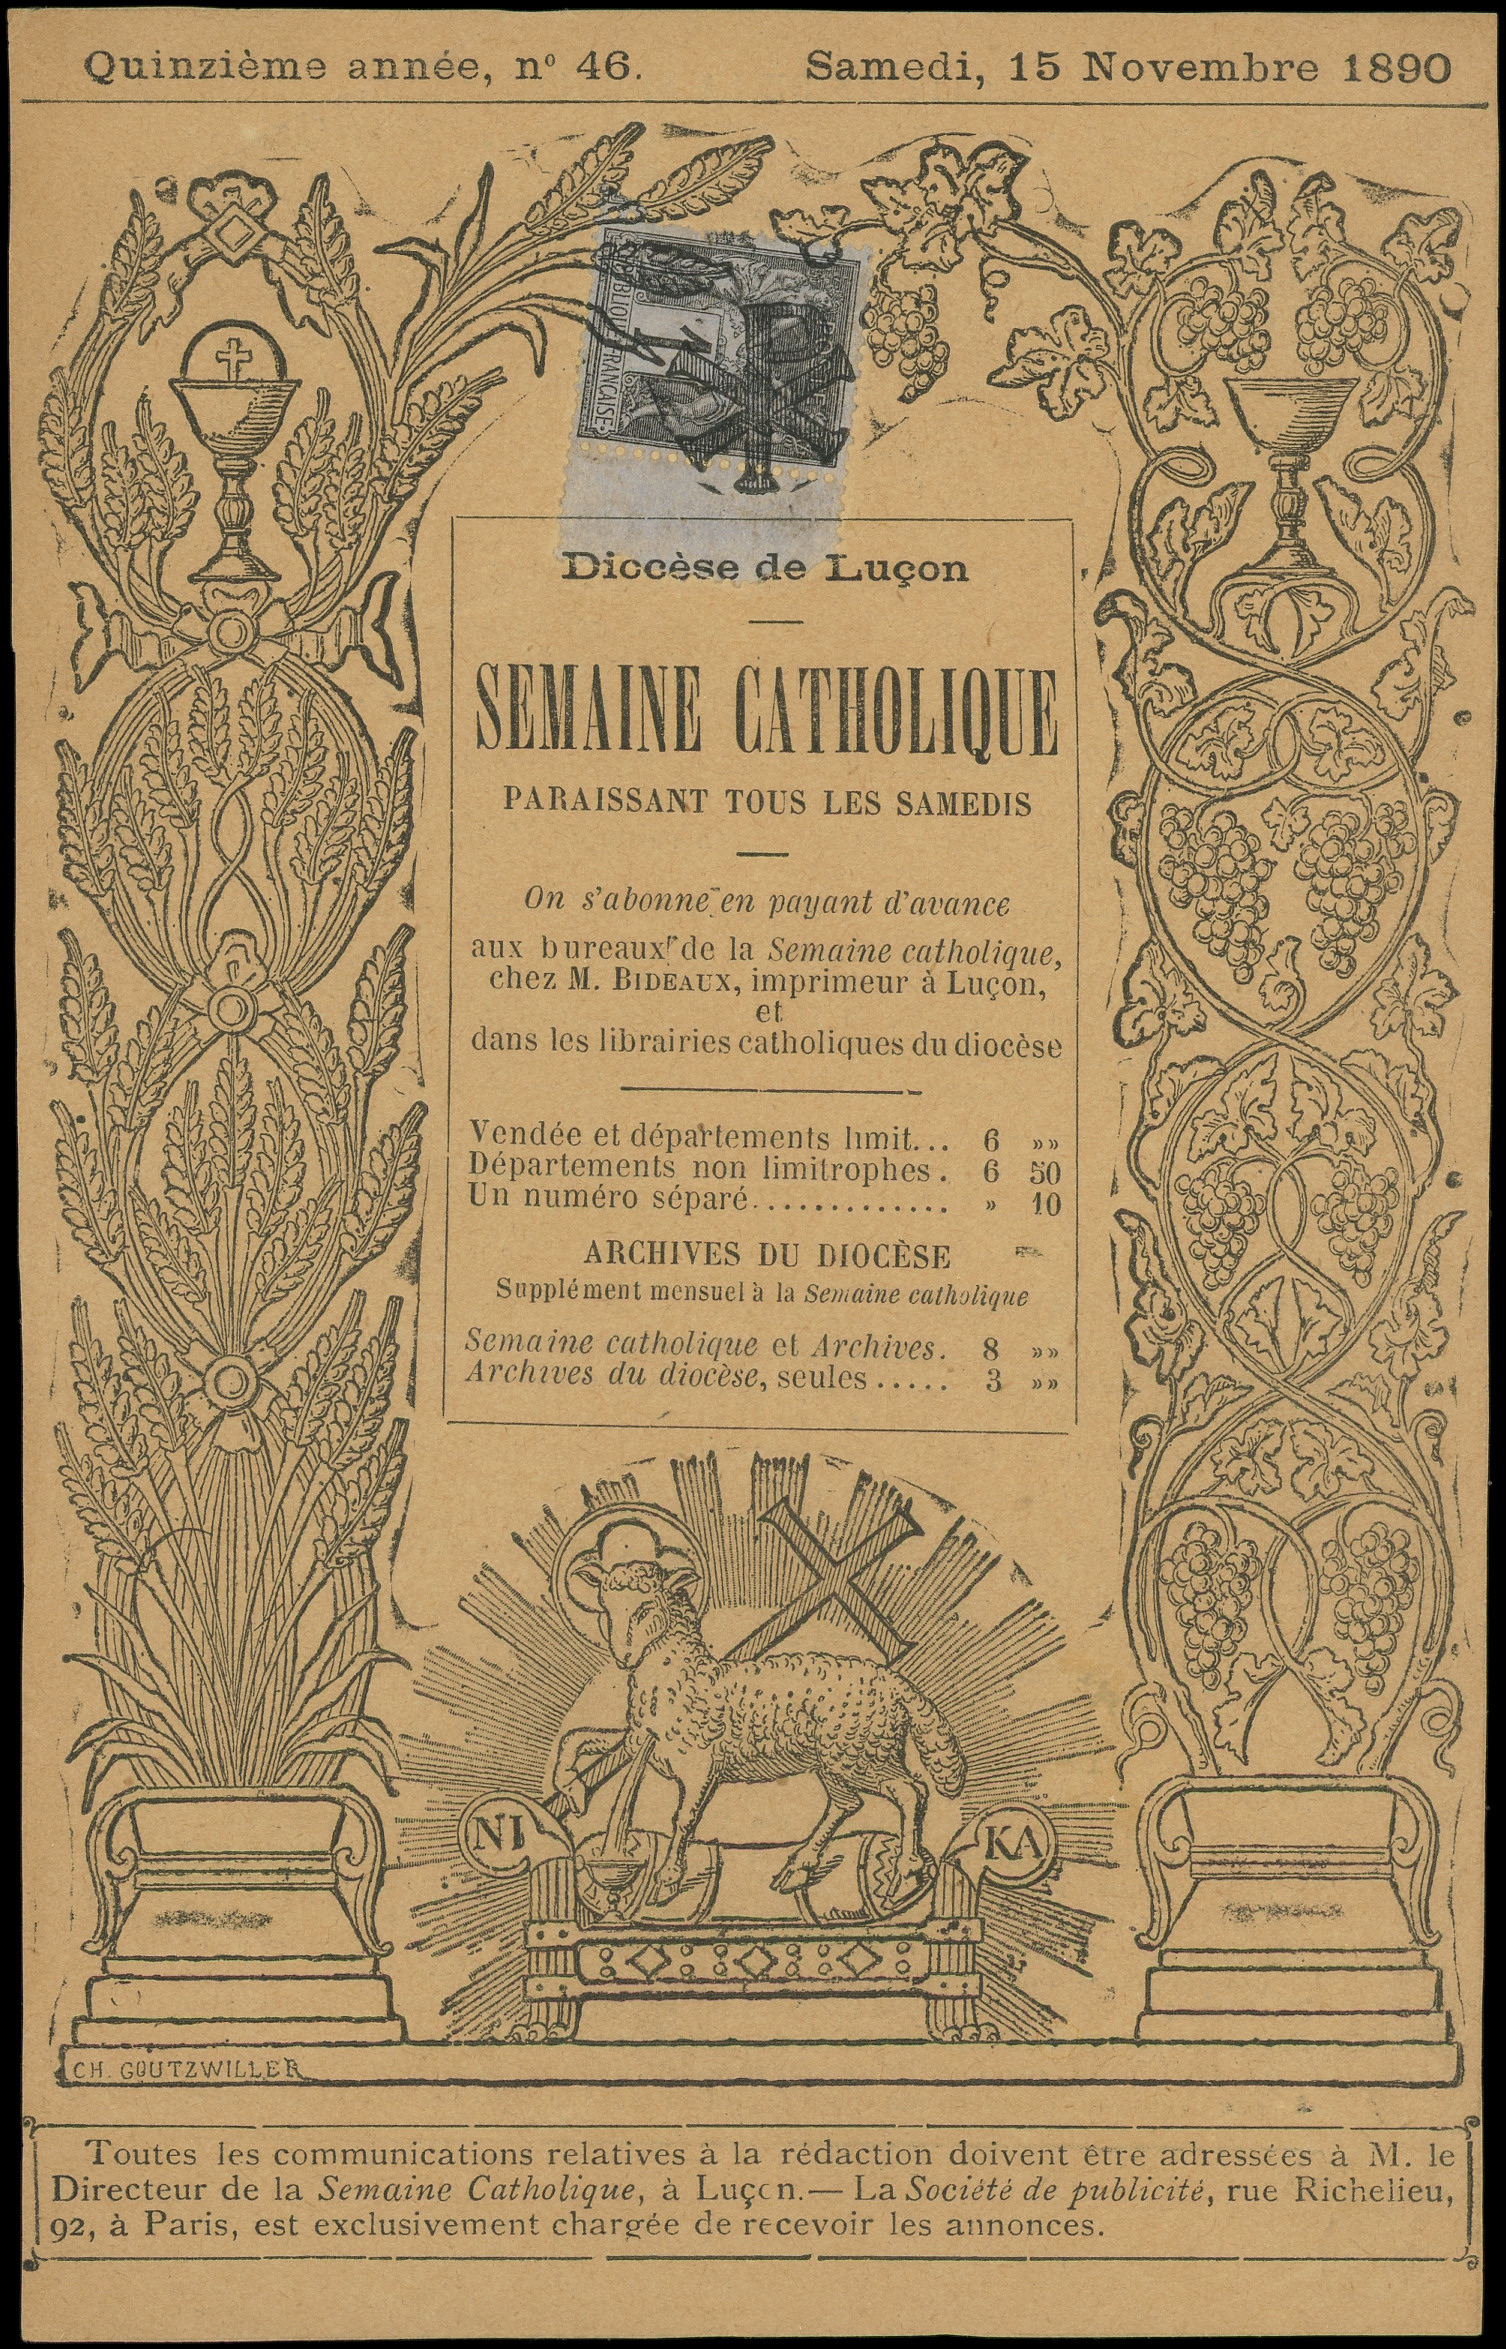 Quinzième année, nº 46. Samedi, 15 Novembre 1890
RÉPUBLIQUE FRANÇAISE
Diocèse de Luçon
SEMAINE CATHOLIQUE
PARAISSANT TOUS LES SAMEDIS
On s'abonne en payant d'avance
aux bureaux de la Semaine catholique,
chez M. BIDEAUX, imprimeur à Luçon,
et
dans les librairies catholiques du diocèse
Vendée et départements limit... 6 »»
Départements non limitrophes. 6 50
Un numéro séparé............. » 10
ARCHIVES DU DIOCÈSE
Supplément mensuel à la Semaine catholique
Semaine catholique et Archives. 8 »»
Archives du diocèse, seules..... 3 »»
NI KA
CH. GOUTZWILLER
Toutes les communications relatives à la rédaction doivent être adressées à M. le
Directeur de la Semaine Catholique, à Luçon. — La Société de publicité, rue Richelieu,
92, à Paris, est exclusivement chargée de recevoir les annonces.